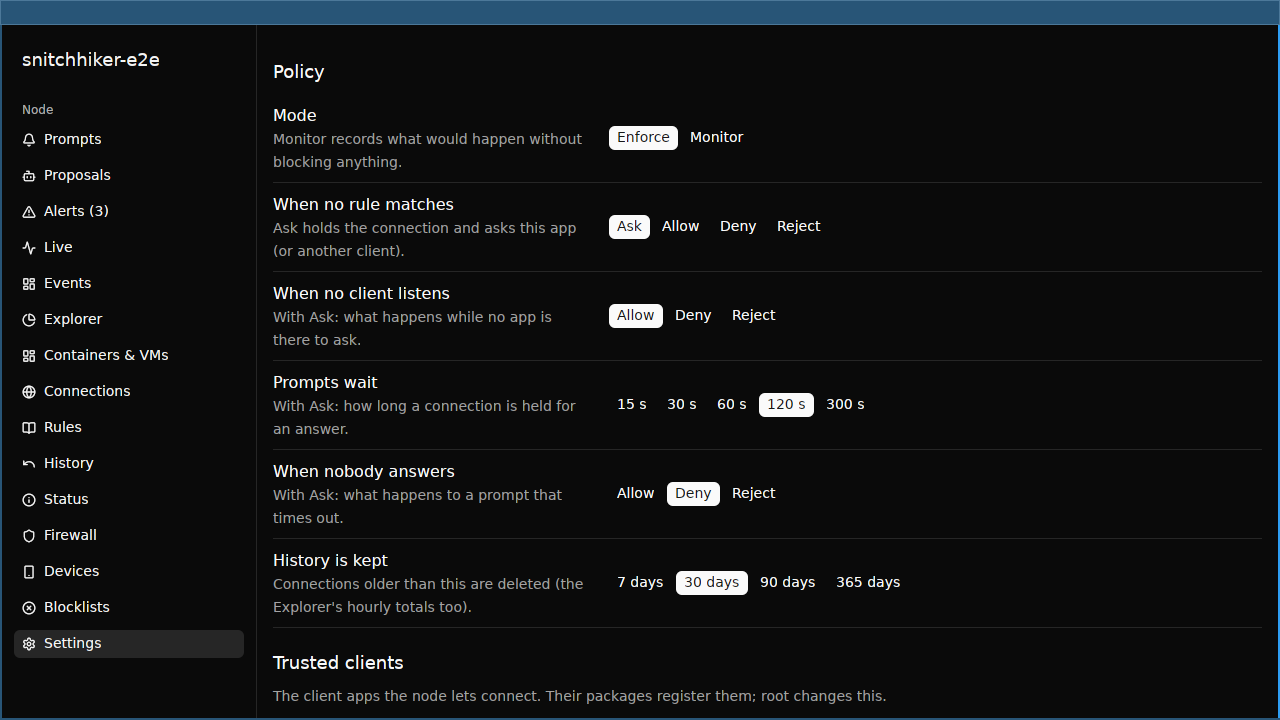 snitchhiker-e2e
Node
Prompts
Proposals
Alerts (3)
Live
Events
Explorer
Containers & VMs
Connections
Rules
History
Status
Firewall
Devices
Blocklists
Settings
Policy
Mode
Monitor records what would happen without
blocking anything.
Enforce Monitor
When no rule matches
Ask holds the connection and asks this app
(or another client).
Ask Allow Deny Reject
When no client listens
With Ask: what happens while no app is
there to ask.
Allow Deny Reject
Prompts wait
With Ask: how long a connection is held for
an answer.
15 s 30 s 60 s 120 s 300 s
When nobody answers
With Ask: what happens to a prompt that
times out.
Allow Deny Reject
History is kept
Connections older than this are deleted (the
Explorer's hourly totals too).
7 days 30 days 90 days 365 days
Trusted clients
The client apps the node lets connect. Their packages register them; root changes this.